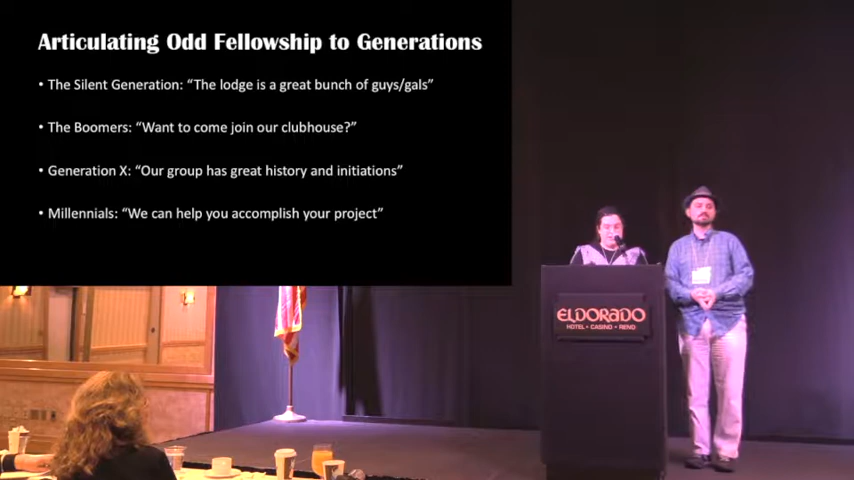 Articulating Odd Fellowship to Generations
• The Silent Generation: “The lodge is a great bunch of guys/gals”
• The Boomers: “Want to come join our clubhouse?”
• Generation X: “Our group has great history and initiations”
• Millennials: “We can help you accomplish your project”
ELDORADO
HOTEL • CASINO • RENO